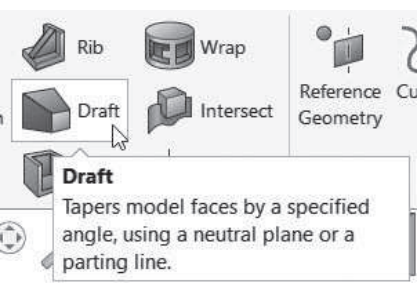 Rib
Wrap
Draft
Intersect
Reference
Geometry
Cu
Draft
Tapers model faces by a specified
angle, using a neutral plane or a
parting line.